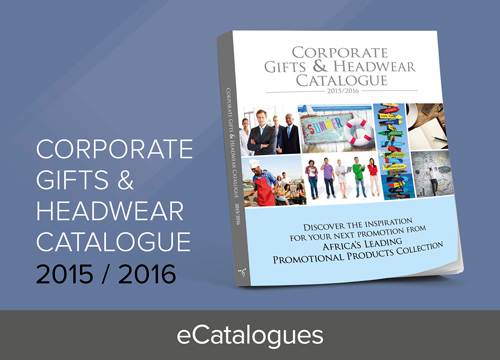 CORPORATE
GIFTS &
HEADWEAR
CATALOGUE
2015 / 2016
CORPORATE
GIFTS & HEADWEAR
CATALOGUE
2015/2016
CORPORATE GIFTS & HEADWEAR CATALOGUE 2015/2016
SUMMER
DISCOVER THE INSPIRATION
FOR YOUR NEXT PROMOTION FROM
AFRICA'S LEADING
PROMOTIONAL PRODUCTS COLLECTION
eCatalogues